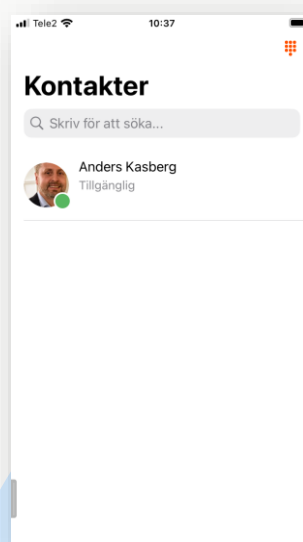 Tele2 10:37
Kontakter
Skriv för att söka...
Anders Kasberg
Tillgänglig